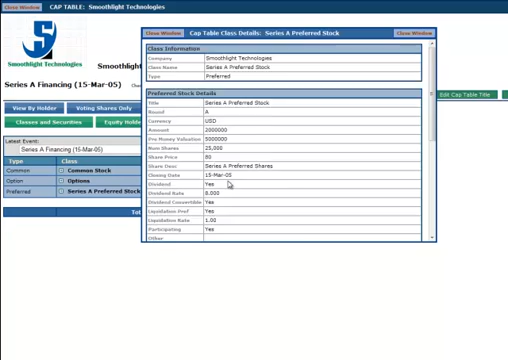 Close Window CAP TABLE: Smoothlight Technologies
Smoothlight Technologies
Smoothl
Series A Financing (15-Mar-05)
View By Holder Voting Shares Only
Classes and Securities Equity Hold
Latest Event:
Series A Financing (15-Mar-05)
Type Class
Common Common Stock
Option Options
Preferred Series A Preferred Stock
Tot
Edit Cap Table Title
Close Window Cap Table Class Details: Series A Preferred Stock Close Window
Class Information
Company Smoothlight Technologies
Class Name Series A Preferred Stock
Type Preferred
Preferred Stock Details
Title Series A Preferred Stock
Round A
Currency USD
Amount 2000000
Pre Money Valuation 5000000
Num Shares 25,000
Share Price 80
Share Desc Series A Preferred Shares
Closing Date 15-Mar-05
Dividend Yes
Dividend Rate 8.000
Dividend Convertible Yes
Liquidation Pref Yes
Liquidation Rate 1.00
Participating Yes
Other